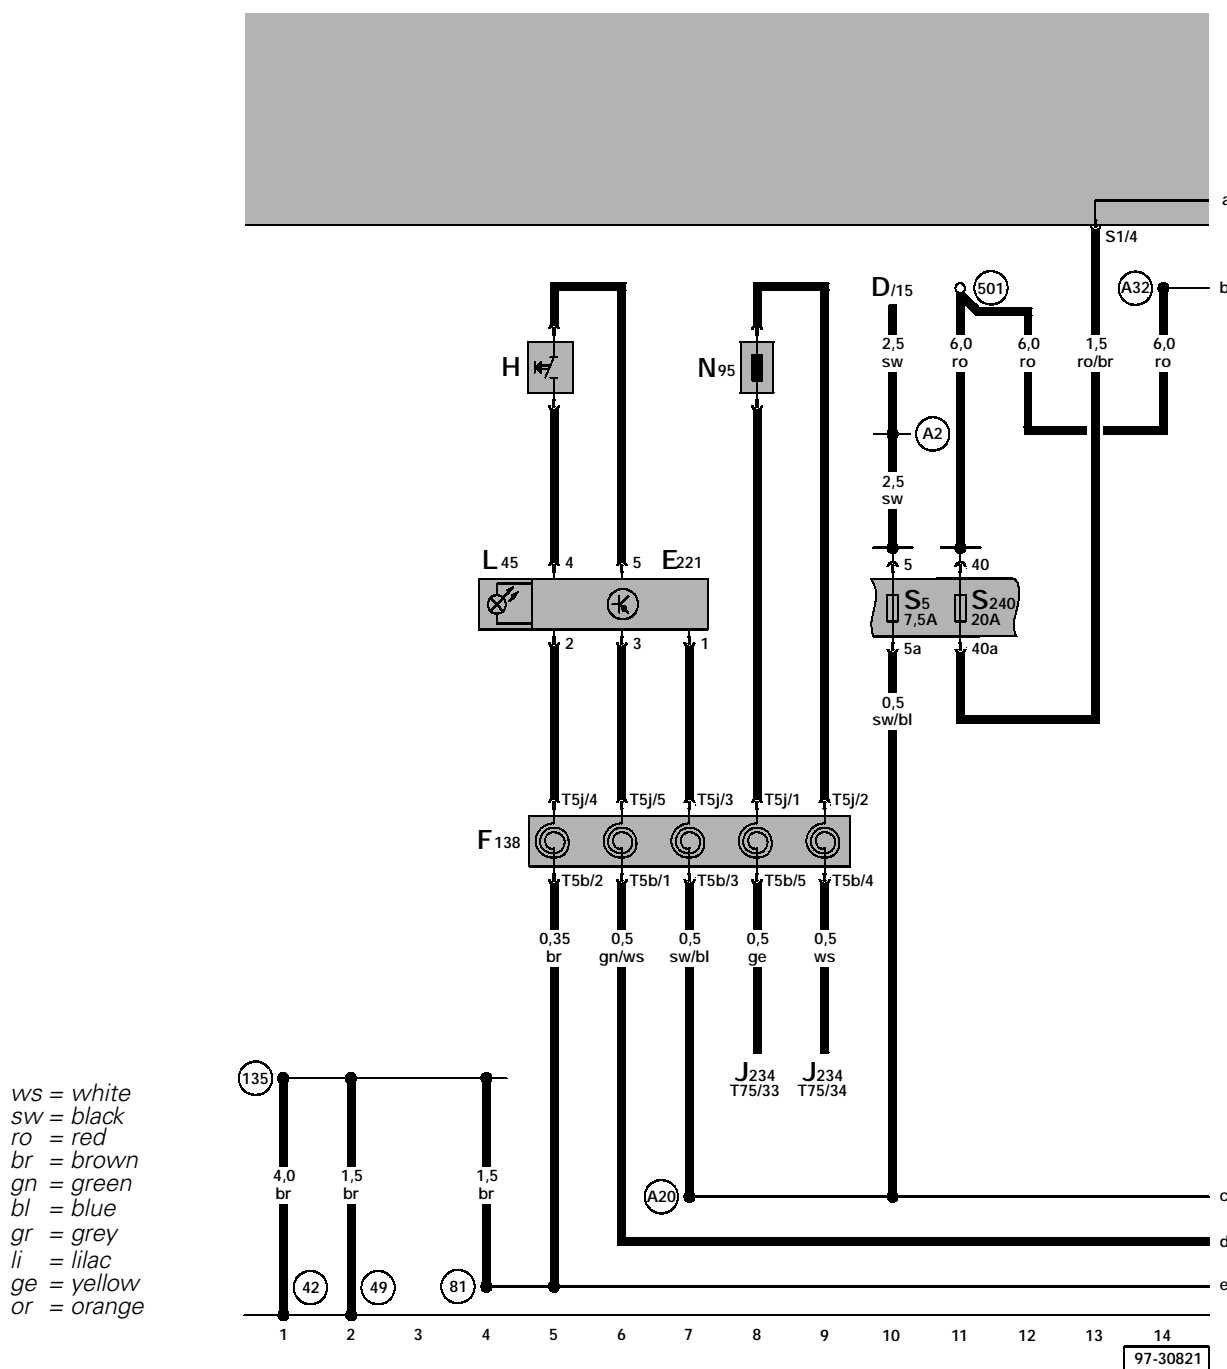 a
S1/4
D/15
501
A32
b
2,5
sw
6,0
ro
6,0
ro
1,5
ro/br
6,0
ro
H
N95
A2
2,5
sw
L45
4
5
E221
5
40
S5
7,5A
S240
20A
2
3
1
5a
40a
0,5
sw/bl
T5j/4
T5j/5
T5j/3
T5j/1
T5j/2
F138
T5b/2
T5b/1
T5b/3
T5b/5
T5b/4
0,35
br
0,5
gn/ws
0,5
sw/bl
0,5
ge
0,5
ws
J234
T75/33
J234
T75/34
135
ws = white
sw = black
ro = red
br = brown
gn = green
bl = blue
gr = grey
li = lilac
ge = yellow
or = orange
4,0
br
1,5
br
1,5
br
A20
c
d
42
49
81
e
1 2 3 4 5 6 7 8 9 10 11 12 13 14
97-30821